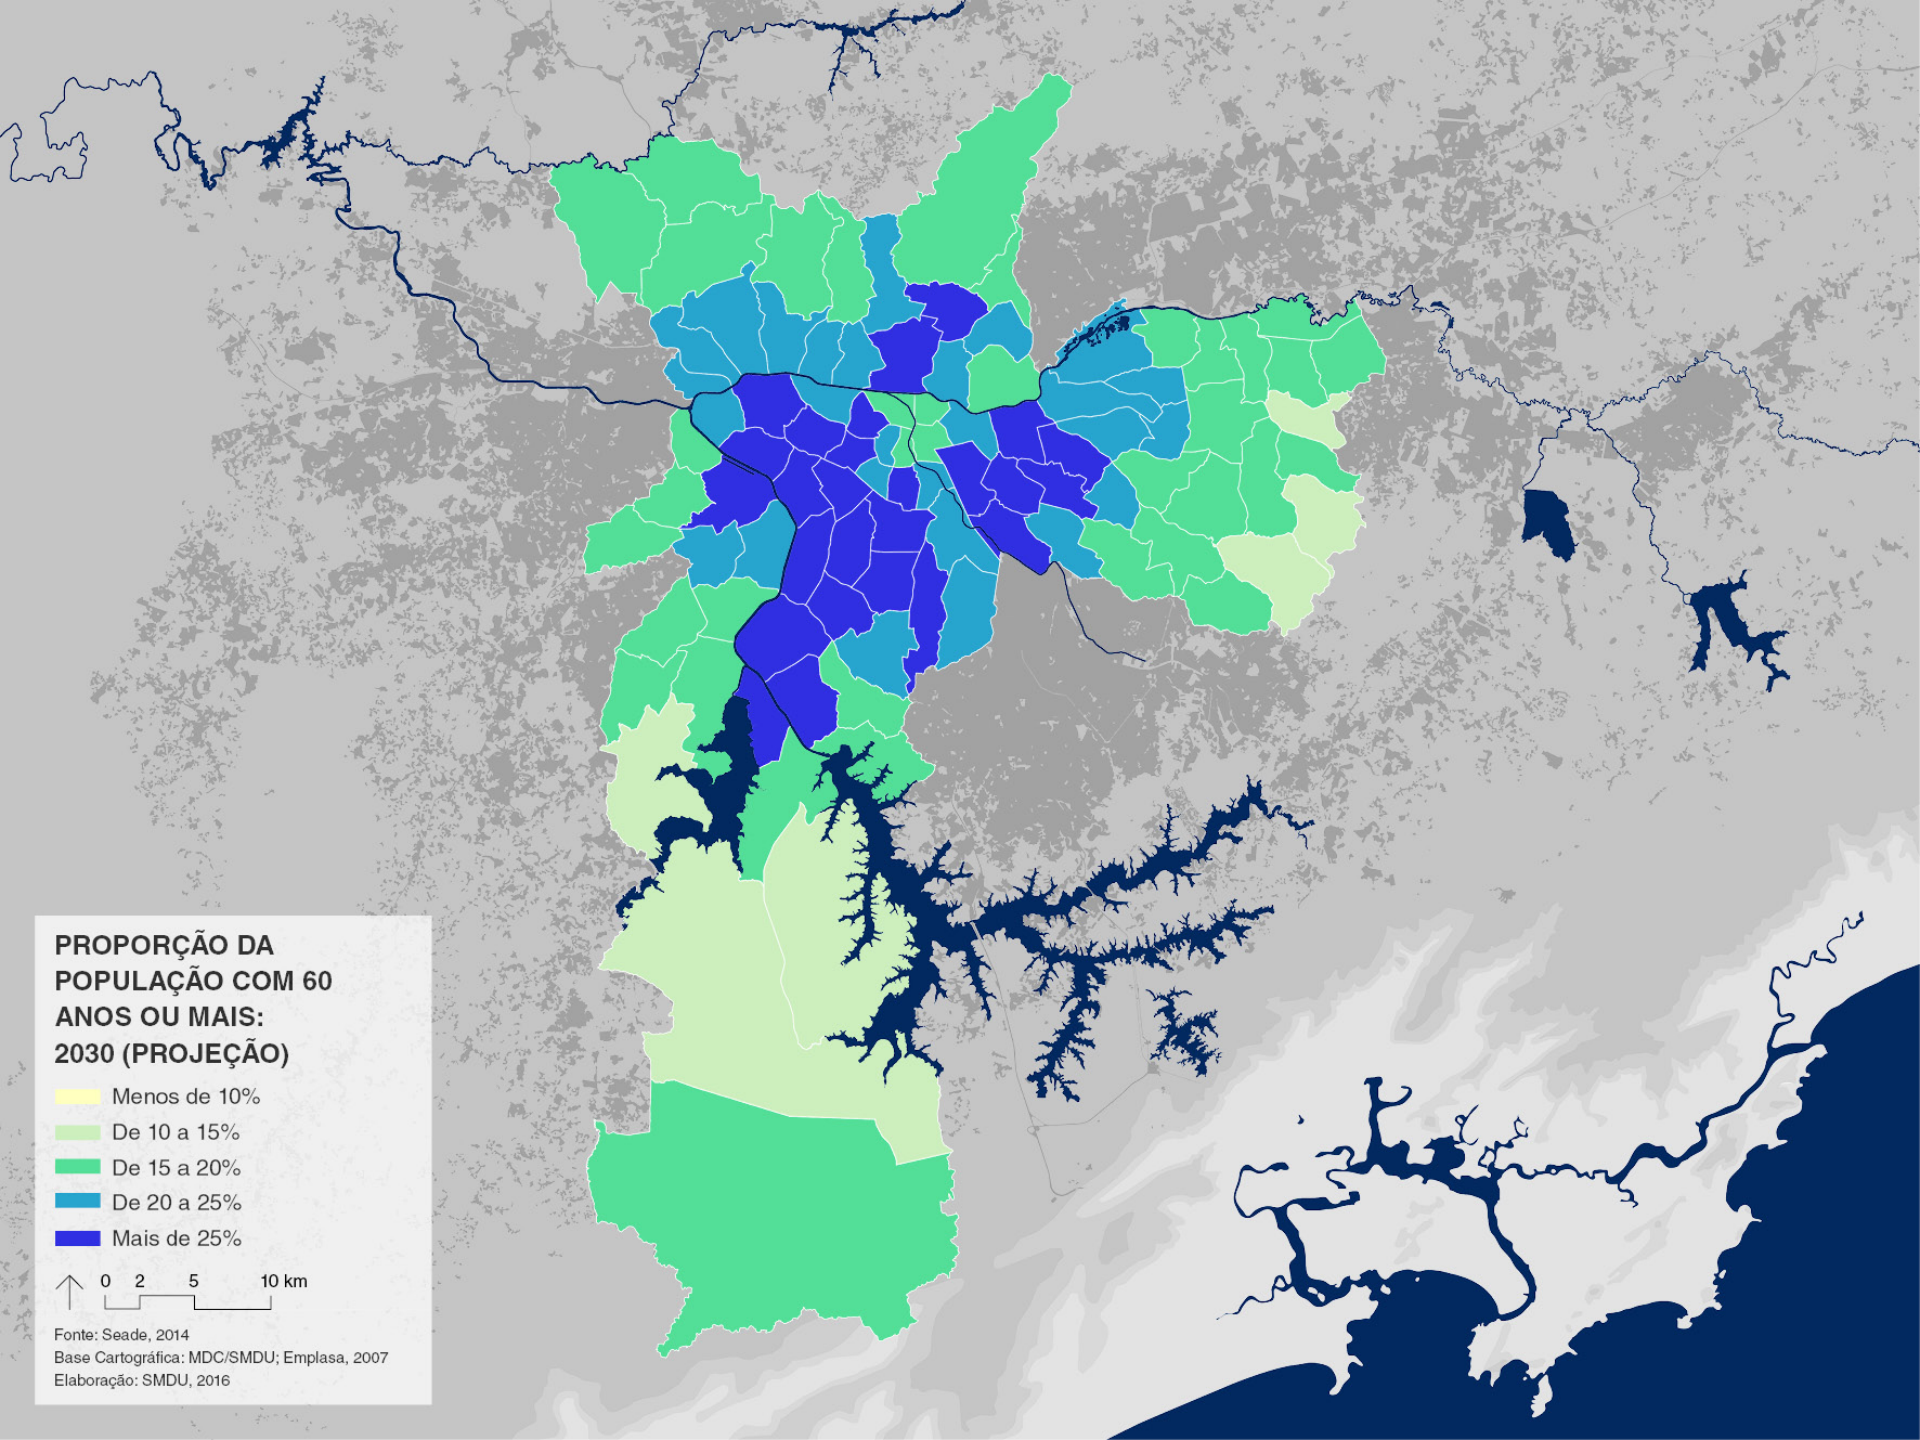 PROPORÇÃO DA
POPULAÇÃO COM 60
ANOS OU MAIS:
2030 (PROJEÇÃO)
Menos de 10%
De 10 a 15%
De 15 a 20%
De 20 a 25%
Mais de 25%
0 2 5 10 km
Fonte: Seade, 2014
Base Cartográfica: MDC/SMDU; Emplasa, 2007
Elaboração: SMDU, 2016